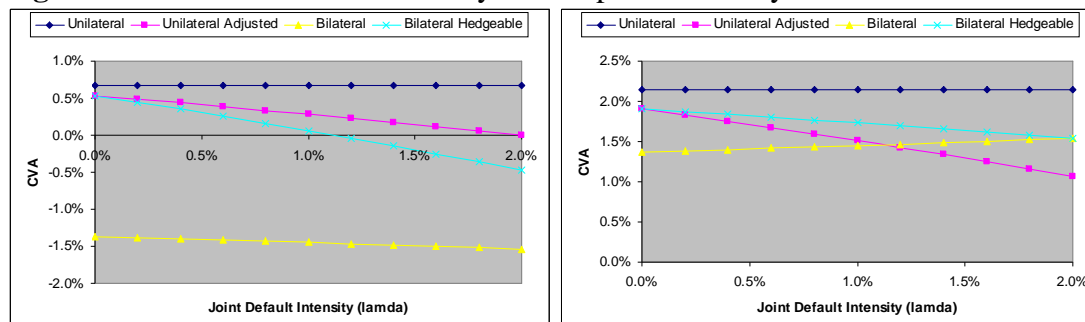 Unilateral Unilateral Adjusted Bilateral Bilateral Hedgeable
1.0%
0.5%
0.0%
-0.5%
-1.0%
-1.5%
-2.0%
0.0% 0.5% 1.0% 1.5% 2.0%
CVA
Joint Default Intensity (lamda)
Unilateral Unilateral Adjusted Bilateral Bilateral Hedgeable
2.5%
2.0%
1.5%
1.0%
0.5%
0.0%
0.0% 0.5% 1.0% 1.5% 2.0%
CVA
Joint Default Intensity (lamda)